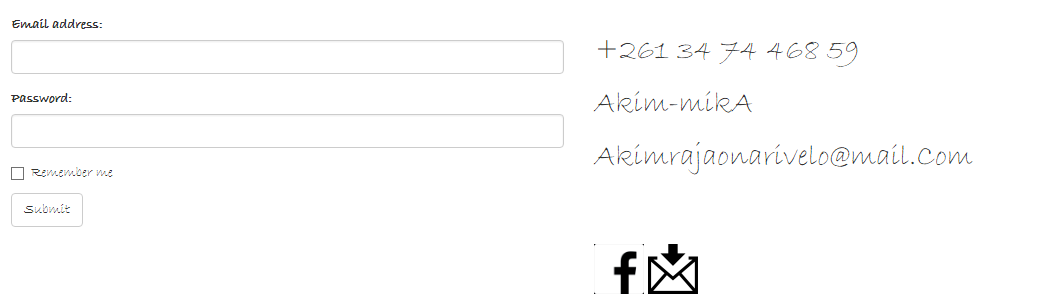 Email address:
Password:
Remember me
Submit
+261 34 74 468 59
Akim-mikA
Akimrajaonarivelo@mail.Com
f